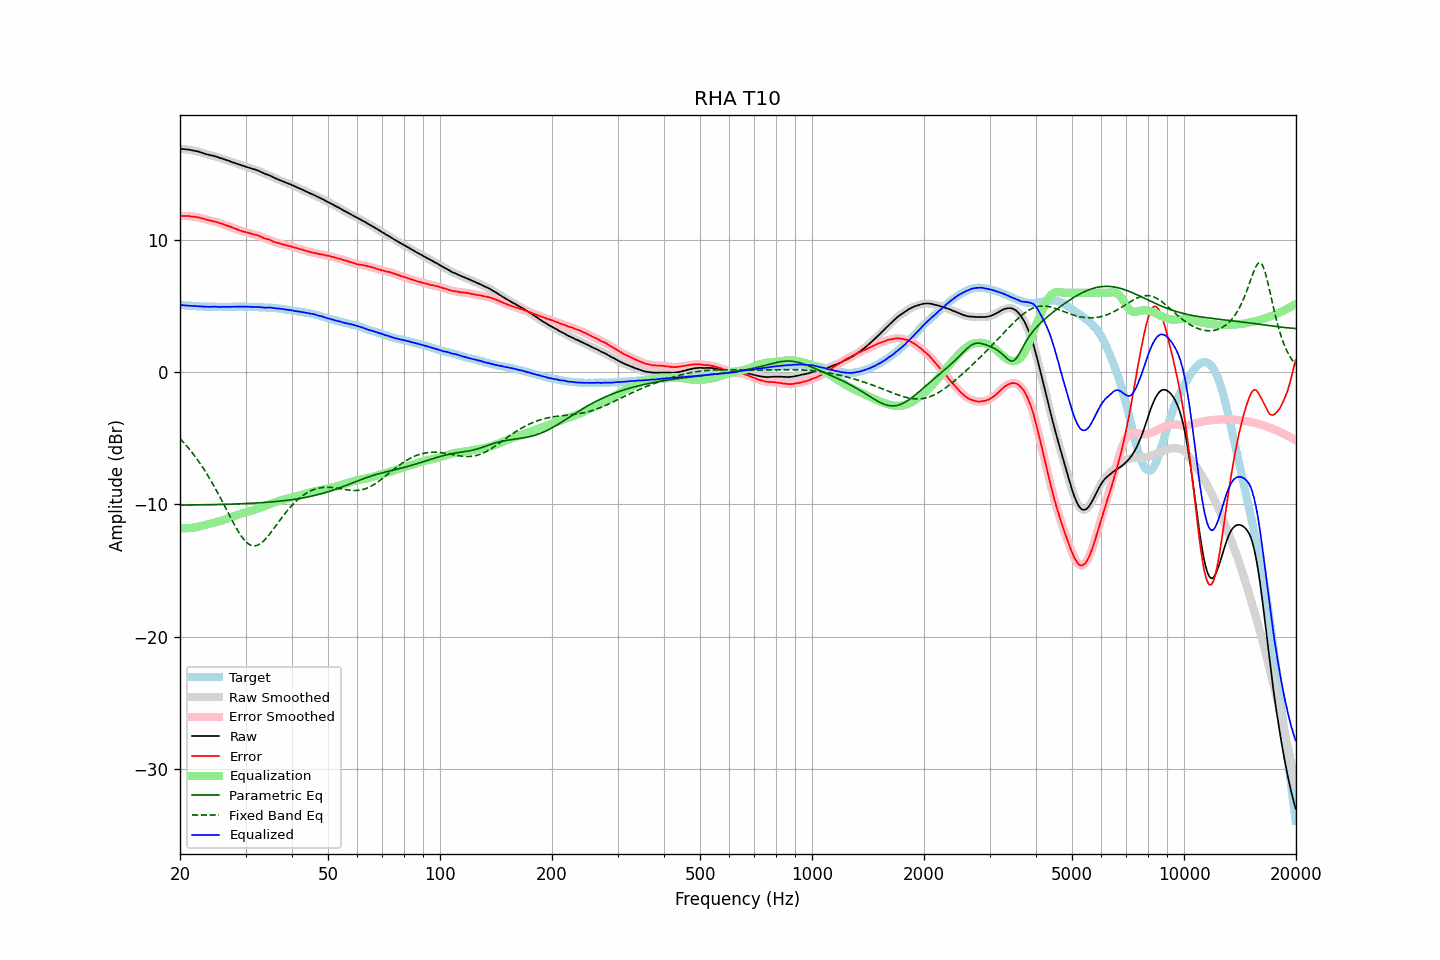 RHA T10
Amplitude (dBr)
10
0
−10
−20
−30
Target
Raw Smoothed
Error Smoothed
Raw
Error
Equalization
Parametric Eq
Fixed Band Eq
Equalized
20 50 100 200 500 1000 2000 5000 10000 20000
Frequency (Hz)